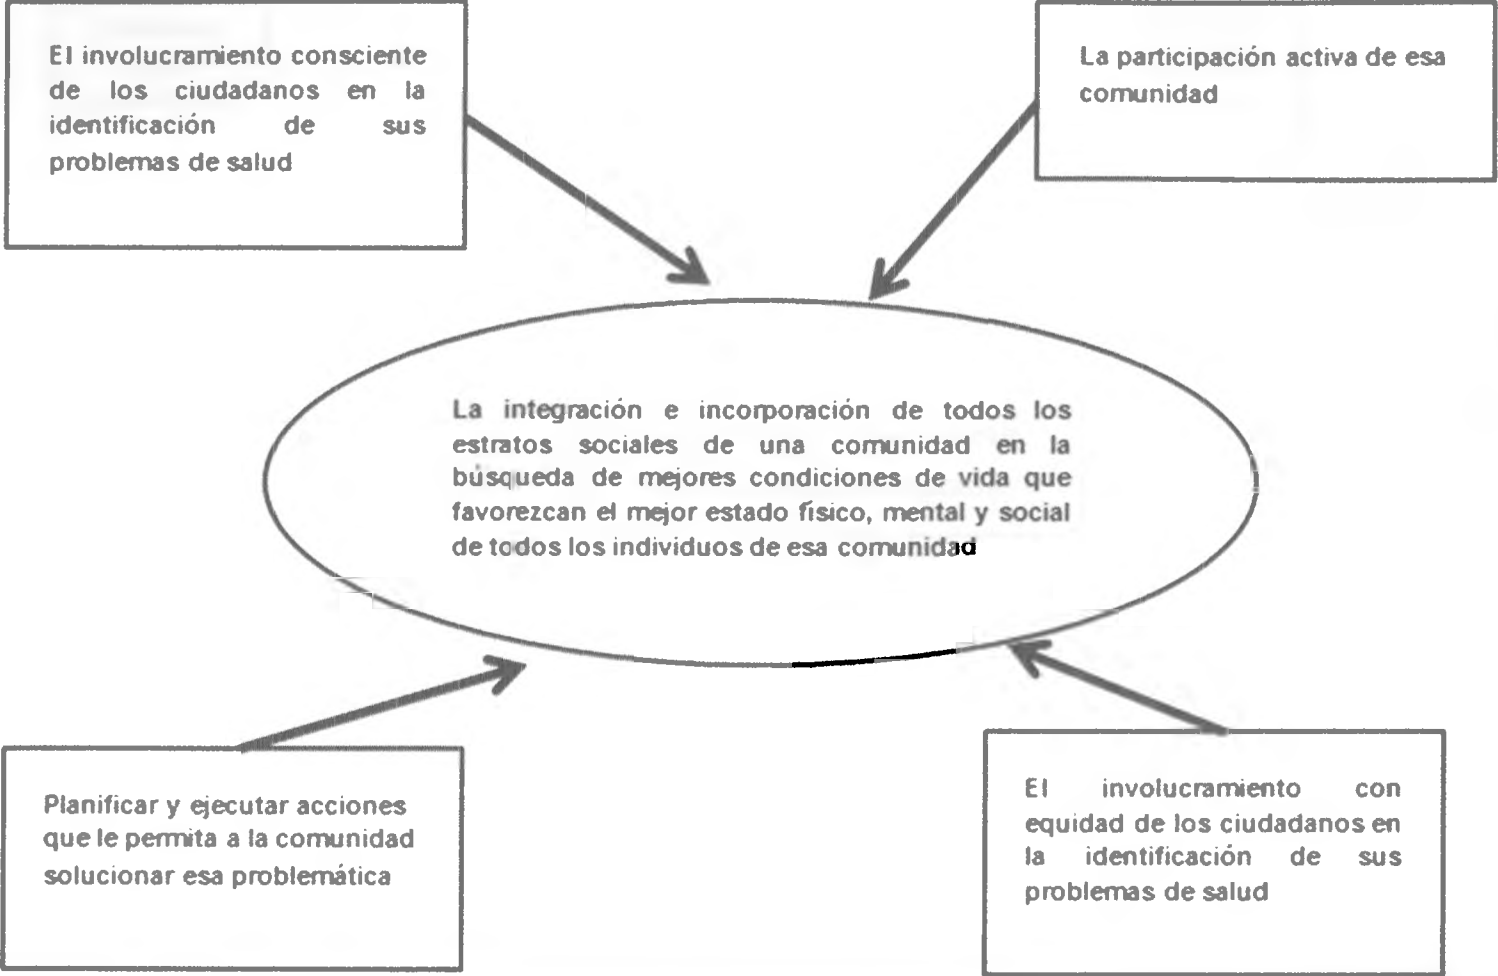 El involucramiento consciente
de los ciudadanos en la
identificación de sus
problemas de salud
La participación activa de esa
comunidad
La integración e incorporación de todos los
estratos sociales de una comunidad en la
búsqueda de mejores condiciones de vida que
favorezcan el mejor estado físico, mental y social
de todos los individuos de esa comunidad
Planificar y ejecutar acciones
que le permita a la comunidad
solucionar esa problemática
El involucramiento con
equidad de los ciudadanos en
la identificación de sus
problemas de salud